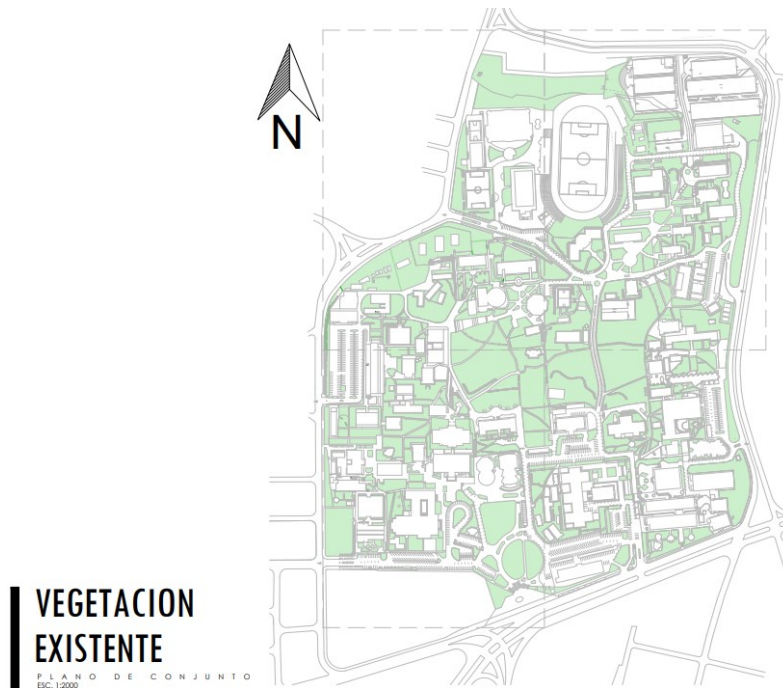 N
VEGETACION
EXISTENTE
PLANO DE CONJUNTO
ESC. 1:2000